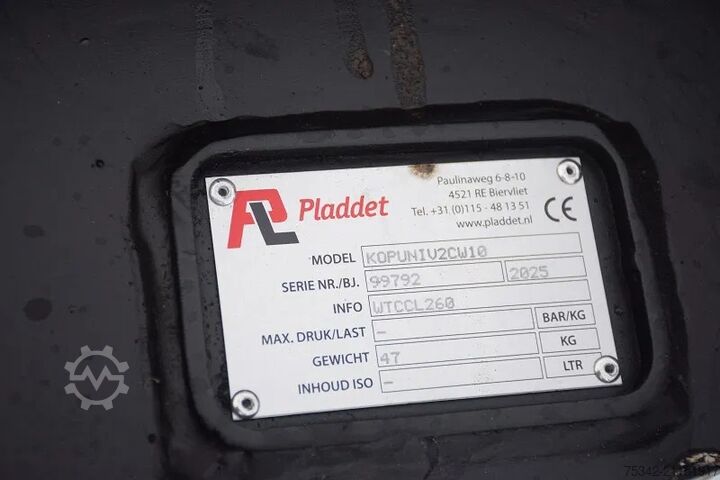 Pladdet
Paulinaweg 6-8-10
4521 RE Biervliet
Tel. +31 (0)115 - 48 13 51
www.pladdet.nl
CE
MODEL KOPUNIV2CW10
SERIE NR./BJ. 99792 2025
INFO WTCCL260
MAX. DRUK/LAST - BAR/KG
GEWICHT 47 KG
INHOUD ISO - LTR